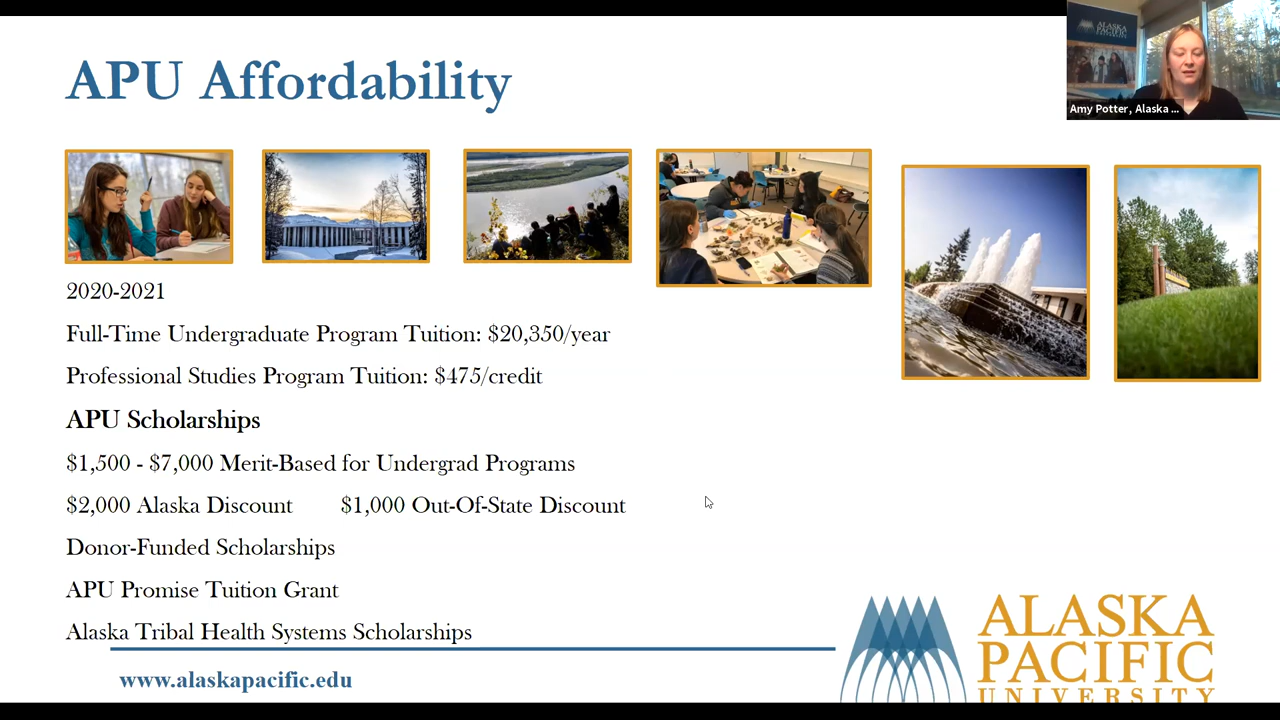 APU Affordability
ALASKA
PACIFIC
UNIVERSITY
Amy Potter, Alaska ...
2020-2021
Full-Time Undergraduate Program Tuition: $20,350/year
Professional Studies Program Tuition: $475/credit
APU Scholarships
$1,500 - $7,000 Merit-Based for Undergrad Programs
$2,000 Alaska Discount $1,000 Out-Of-State Discount
Donor-Funded Scholarships
APU Promise Tuition Grant
Alaska Tribal Health Systems Scholarships
www.alaskapacific.edu
ALASKA
PACIFIC
UNIVERSITY